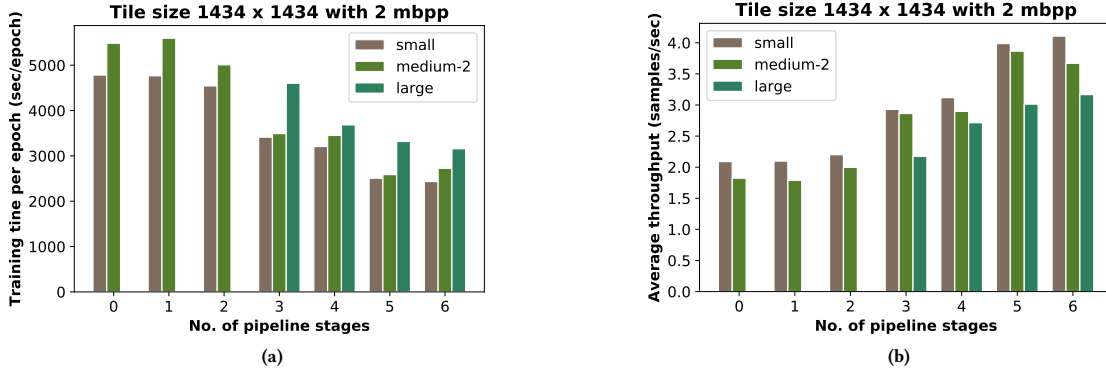 Tile size 1434 x 1434 with 2 mbpp
Training tine per epoch (sec/epoch)
5000
4000
3000
2000
1000
0
small
medium-2
large
0 1 2 3 4 5 6
No. of pipeline stages
(a)
Tile size 1434 x 1434 with 2 mbpp
Average throughput (samples/sec)
4.0
3.5
3.0
2.5
2.0
1.5
1.0
0.5
0.0
small
medium-2
large
0 1 2 3 4 5 6
No. of pipeline stages
(b)